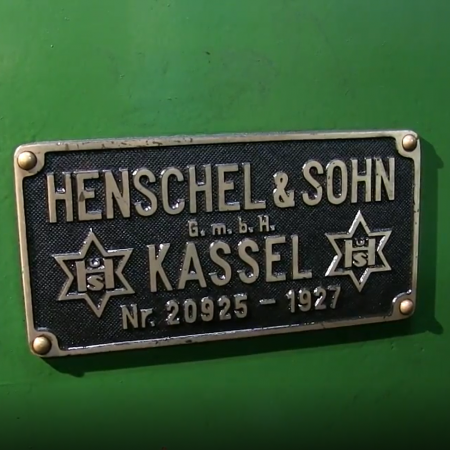 HENSCHEL & SOHN
G. m. b. H.
KASSEL
Nr. 20925 - 1927